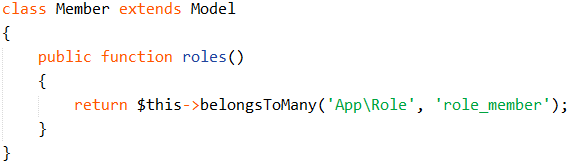 class Member extends Model
{
    public function roles()
    {
        return $this->belongsToMany('App\Role', 'role_member');
    }
}